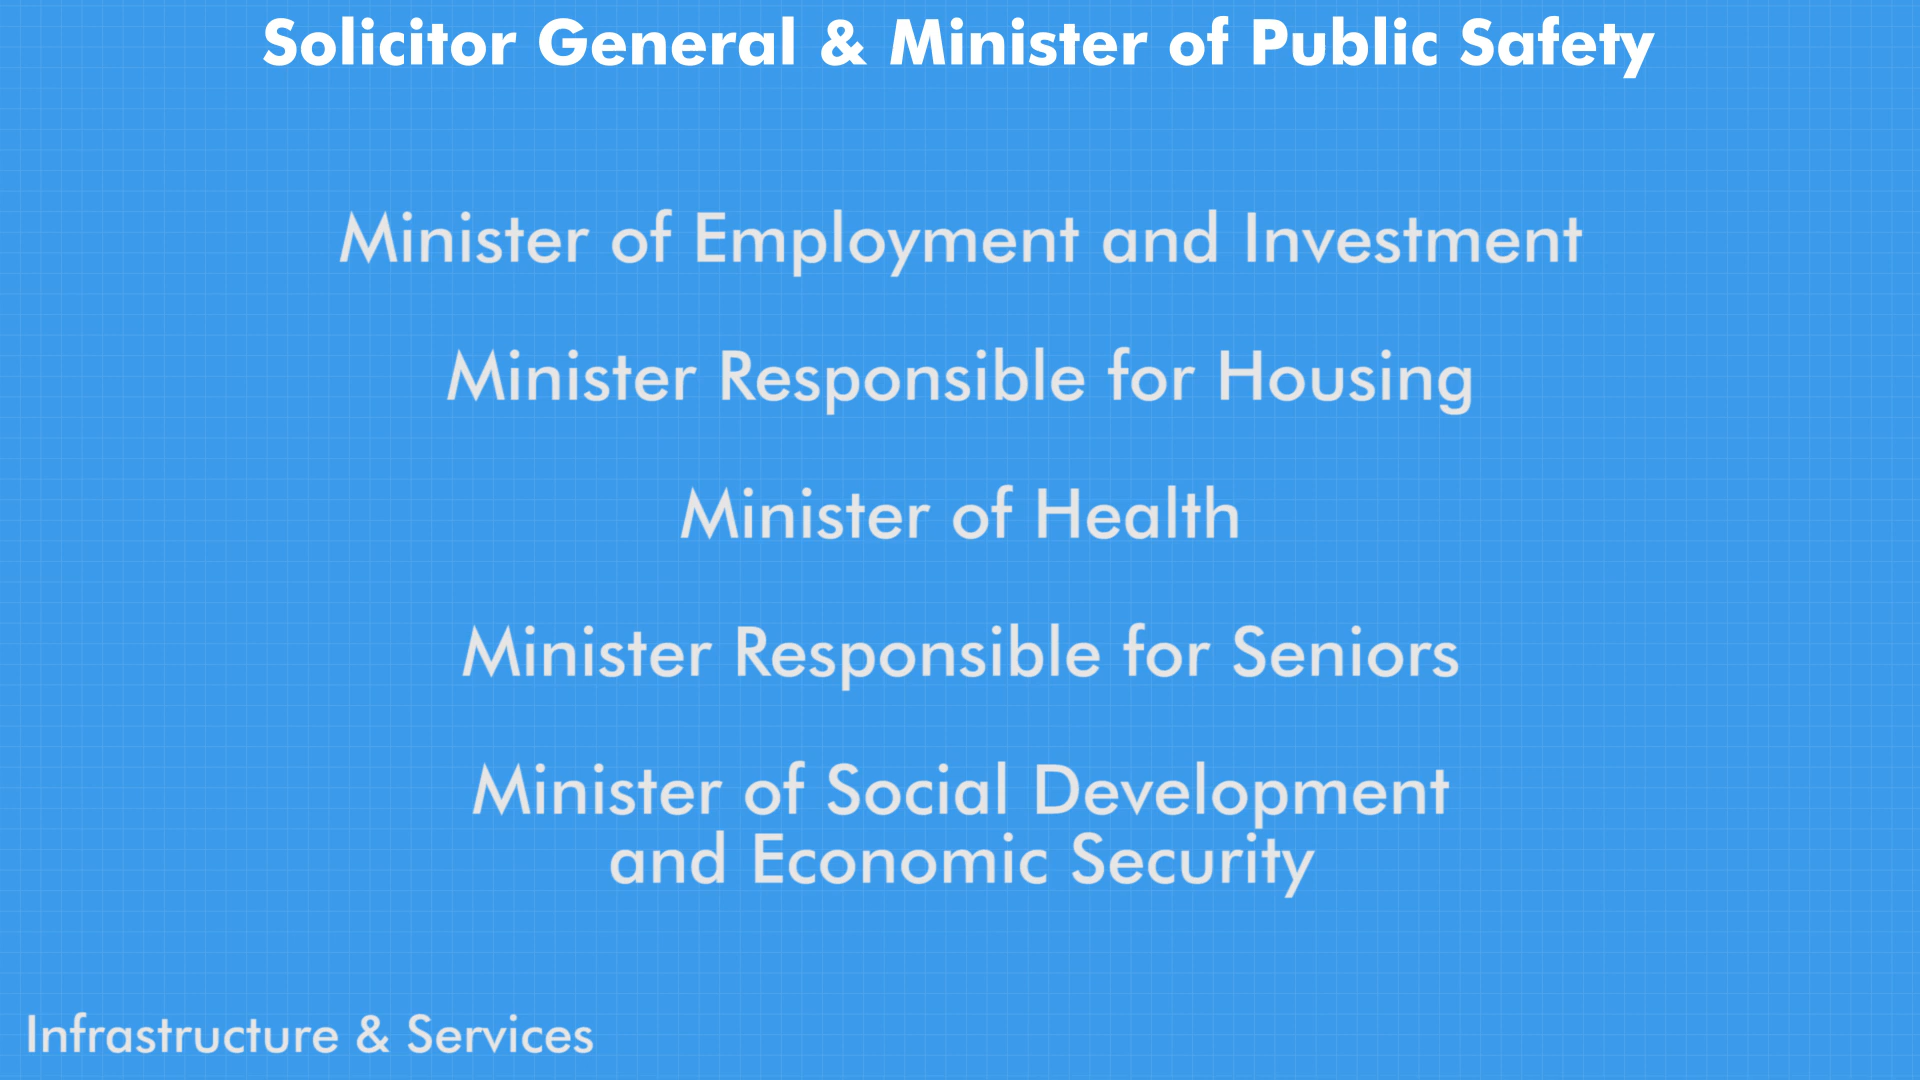 Solicitor General & Minister of Public Safety
Minister of Employment and Investment
Minister Responsible for Housing
Minister of Health
Minister Responsible for Seniors
Minister of Social Development
and Economic Security
Infrastructure & Services